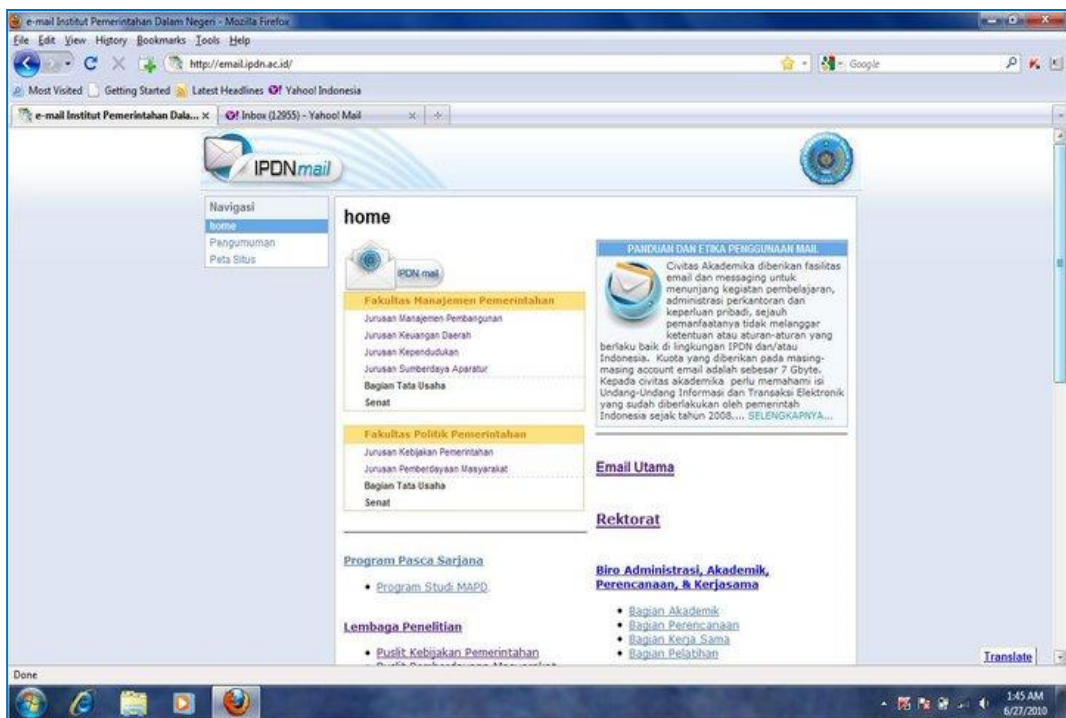 e-mail Institut Pemerintahan Dalam Negeri - Mozilla Firefox
File Edit View History Bookmarks Tools Help
http://email.ipdn.ac.id/
Google
Most Visited Getting Started Latest Headlines Yahoo! Indonesia
e-mail Institut Pemerintahan Dala... Inbox (12955) - Yahoo! Mail
IPDN mail
Navigasi
home
Pengumuman
Peta Situs
home
IPDN mail
Fakultas Manajemen Pemerintahan
Jurusan Manajemen Pembangunan
Jurusan Keuangan Daerah
Jurusan Kependudukan
Jurusan Sumberdaya Aparatur
Bagian Tata Usaha
Senat
Fakultas Politik Pemerintahan
Jurusan Kebijakan Pemerintahan
Jurusan Pemberdayaan Masyarakat
Bagian Tata Usaha
Senat
Program Pasca Sarjana
Program Studi MAPD
Lembaga Penelitian
Puslit Kebijakan Pemerintahan
PANDUAN DAN ETIKA PENGGUNAAN MAIL
Civitas Akademika diberikan fasilitas
email dan messaging untuk
menunjang kegiatan pembelajaran,
administrasi perkantoran dan
keperluan pribadi, sejauh
pemanfaatanya tidak melanggar
ketentuan atau aturan-aturan yang
berlaku baik di lingkungan IPDN dan/atau
Indonesia. Kuota yang diberikan pada masing-
masing account email adalah sebesar 7 Gbyte.
Kepada civitas akademika perlu memahami isi
Undang-Undang Informasi dan Transaksi Elektronik
yang sudah diberlakukan oleh pemerintah
Indonesia sejak tahun 2008.... SELENGKAPNYA...
Email Utama
Rektorat
Biro Administrasi, Akademik,
Perencanaan, & Kerjasama
Bagian Akademik
Bagian Perencanaan
Bagian Kerja Sama
Bagian Pelatihan
Translate
Done
1:45 AM
6/27/2010